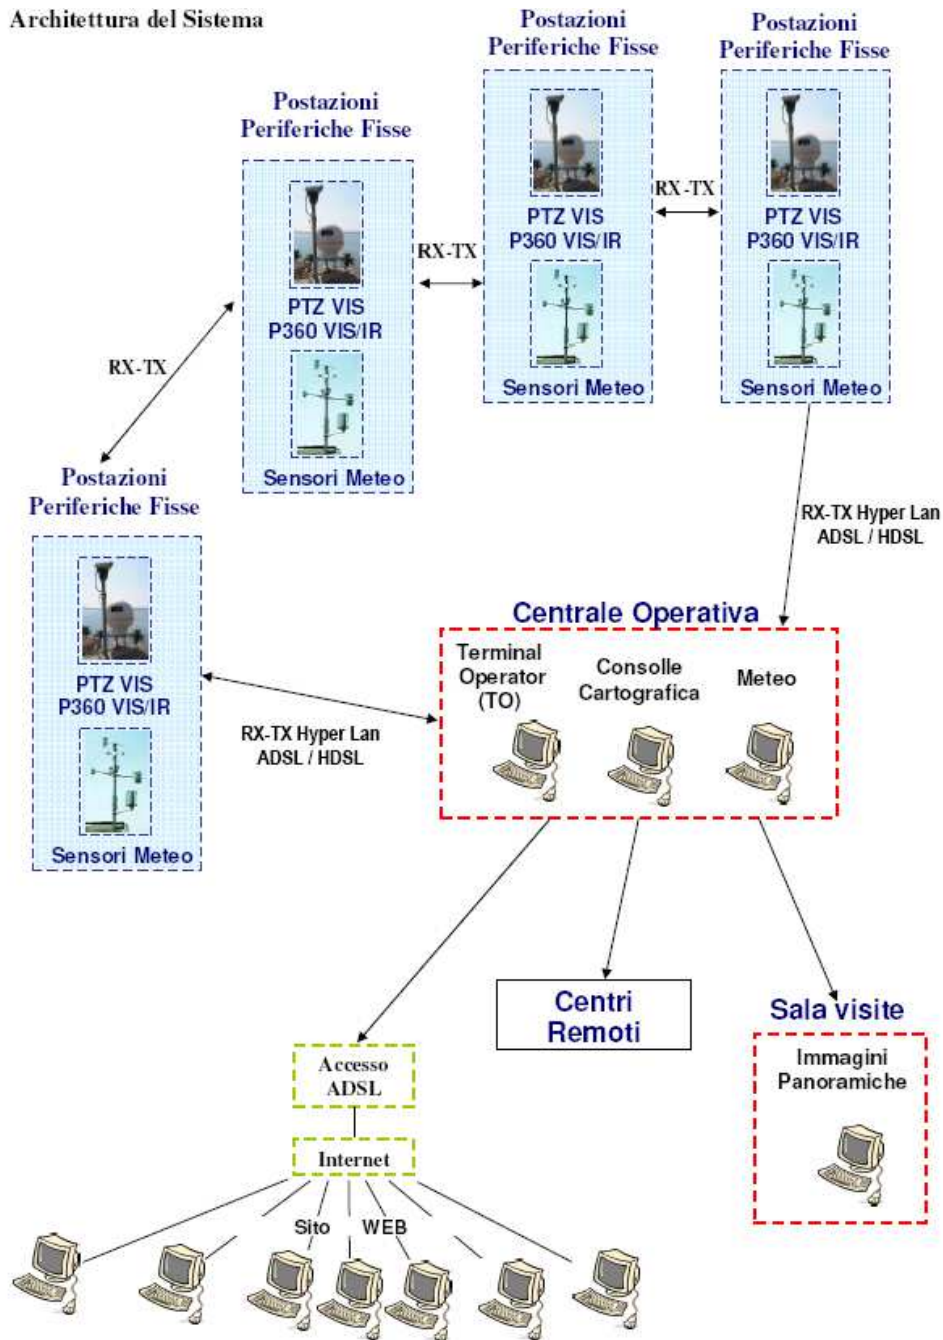 Architettura del Sistema
Postazioni
Periferiche Fisse
PTZ VIS
P360 VIS/IR
Sensori Meteo
RX-TX
Postazioni
Periferiche Fisse
PTZ VIS
P360 VIS/IR
Sensori Meteo
Postazioni
Periferiche Fisse
PTZ VIS
P360 VIS/IR
Sensori Meteo
RX-TX
RX-TX
Postazioni
Periferiche Fisse
PTZ VIS
P360 VIS/IR
Sensori Meteo
RX-TX Hyper Lan
ADSL / HDSL
RX-TX Hyper Lan
ADSL / HDSL
Centrale Operativa
Terminal
Operator
(TO)
Consolle
Cartografica
Meteo
Centri
Remoti
Sala visite
Immagini
Panoramiche
Accesso
ADSL
Internet
Sito WEB